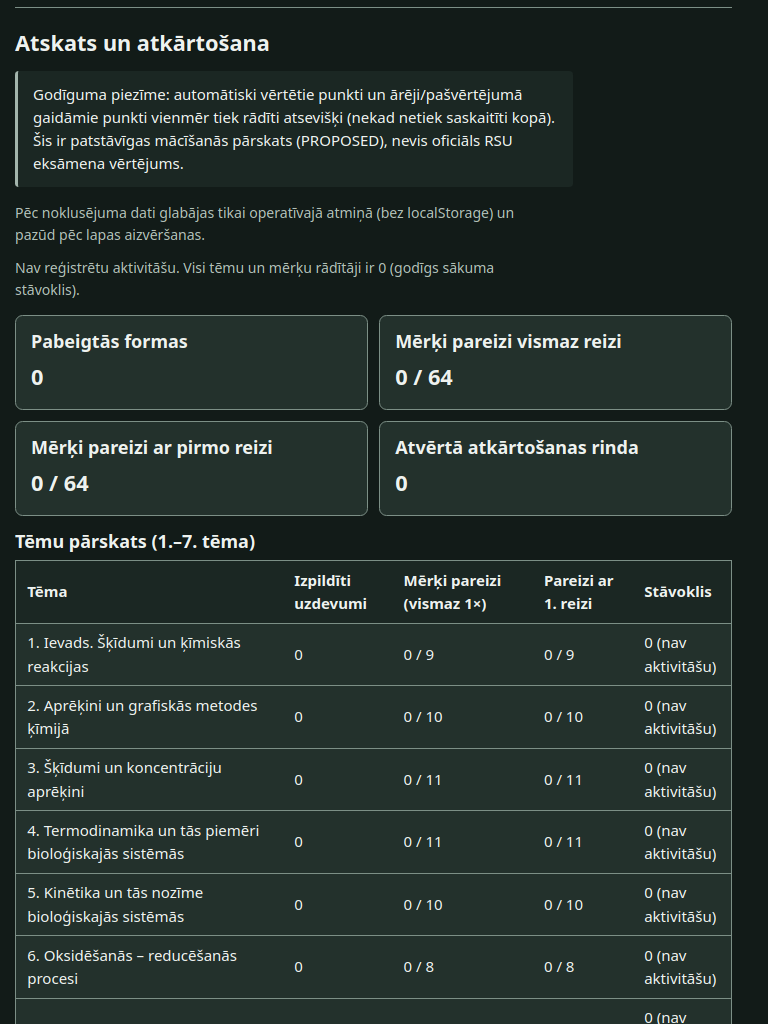 Atskats un atkārtošana
Godīguma piezīme: automātiski vērtētie punkti un ārēji/pašvērtējumā
gaidāmie punkti vienmēr tiek rādīti atsevišķi (nekad netiek saskaitīti kopā).
Šis ir patstāvīgas mācīšanās pārskats (PROPOSED), nevis oficiāls RSU
eksāmena vērtējums.
Pēc noklusējuma dati glabājas tikai operatīvajā atmiņā (bez localStorage) un
pazūd pēc lapas aizvēršanas.
Nav reģistrētu aktivitāšu. Visi tēmu un mērķu rādītāji ir 0 (godīgs sākuma
stāvoklis).
Pabeigtās formas
0
Mērķi pareizi vismaz reizi
0 / 64
Mērķi pareizi ar pirmo reizi
0 / 64
Atvērtā atkārtošanas rinda
0
Tēmu pārskats (1.–7. tēma)
Tēma
Izpildīti
uzdevumi
Mērķi pareizi
(vismaz 1×)
Pareizi ar
1. reizi
Stāvoklis
1. Ievads. Šķīdumi un ķīmiskās
reakcijas
0
0 / 9
0 / 9
0 (nav
aktivitāšu)
2. Aprēķini un grafiskās metodes
ķīmijā
0
0 / 10
0 / 10
0 (nav
aktivitāšu)
3. Šķīdumi un koncentrāciju
aprēķini
0
0 / 11
0 / 11
0 (nav
aktivitāšu)
4. Termodinamika un tās piemēri
bioloģiskajās sistēmās
0
0 / 11
0 / 11
0 (nav
aktivitāšu)
5. Kinētika un tās nozīme
bioloģiskajās sistēmās
0
0 / 10
0 / 10
0 (nav
aktivitāšu)
6. Oksidēšanās – reducēšanās
procesi
0
0 / 8
0 / 8
0 (nav
aktivitāšu)
0 (nav